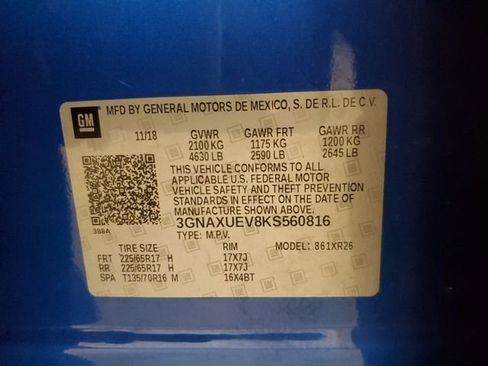 GM
MFD BY GENERAL MOTORS DE MEXICO, S. DE R.L. DE C.V.
11/18 GVWR GAWR FRT GAWR RR
2100 KG 1175 KG 1200 KG
4630 LB 2590 LB 2645 LB
THIS VEHICLE CONFORMS TO ALL
APPLICABLE U.S. FEDERAL MOTOR
VEHICLE SAFETY AND THEFT PREVENTION
STANDARDS IN EFFECT ON THE DATE OF
MANUFACTURE SHOWN ABOVE.
3GNAXUEV8KS560816
388A TYPE: M.P.V.
TIRE SIZE RIM MODEL: 861XR26
FRT 225/65R17 H 17X7J
RR 225/65R17 H 17X7J
SPA T135/70R16 M 16X4BT